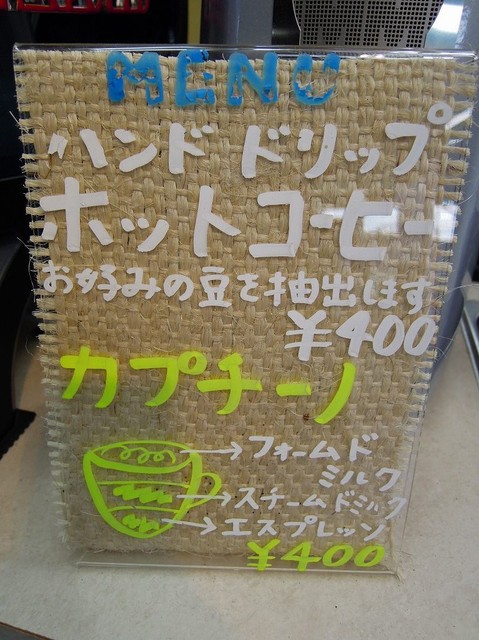 MENU
ハンドドリップ
ホットコーヒー
お好みの豆を抽出します
¥400
カプチーノ
→フォームド
ミルク
→スチームドミルク
→エスプレッソ
¥400